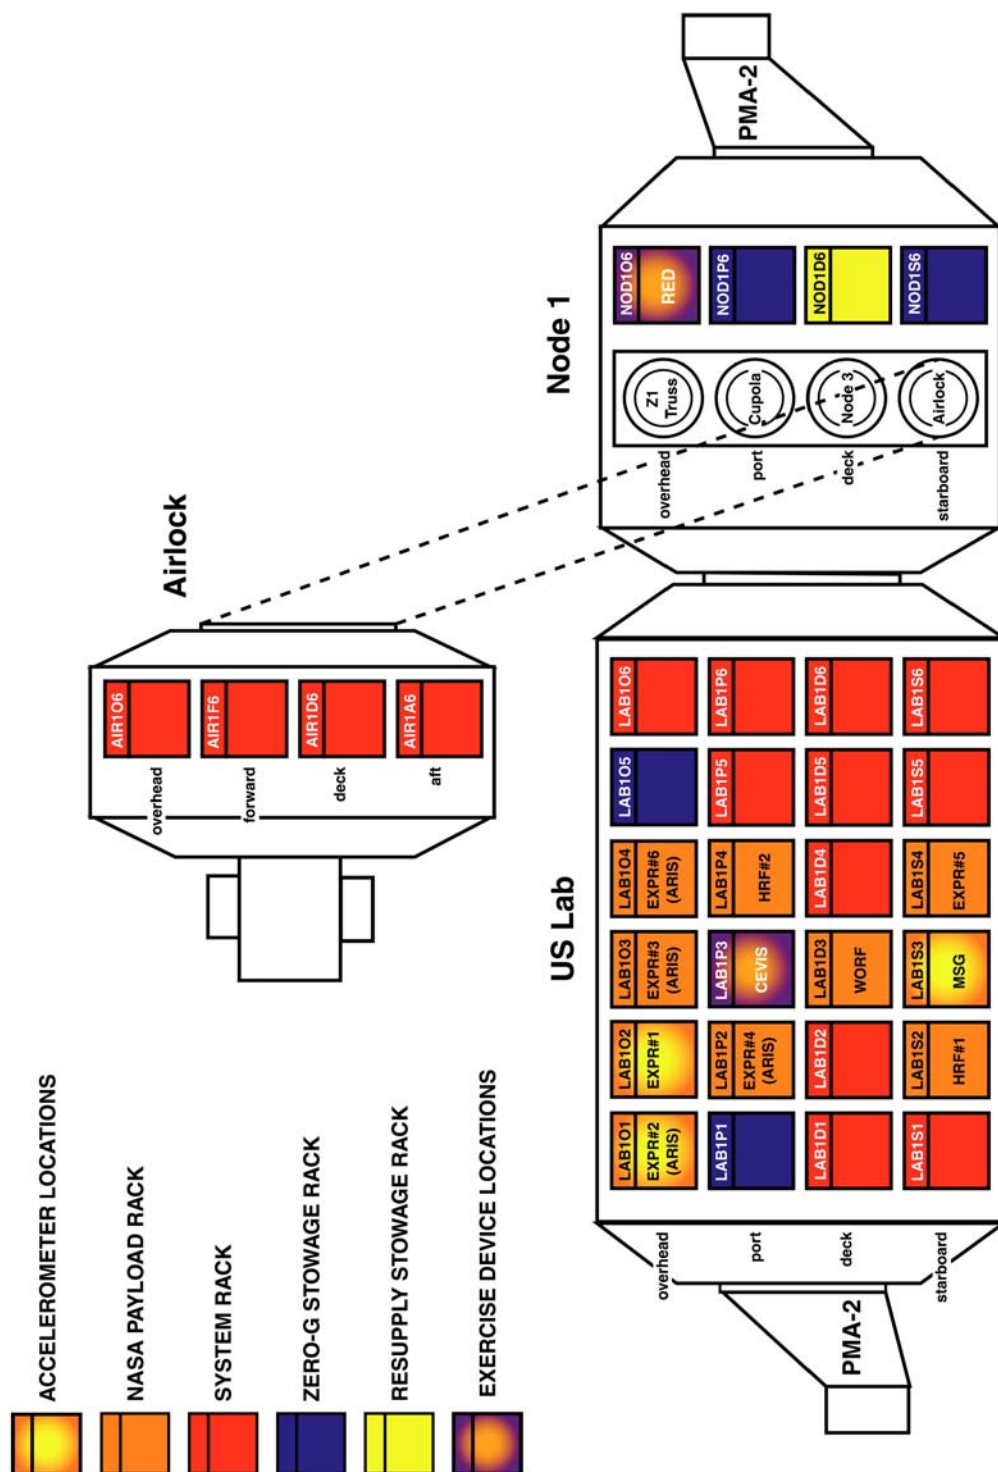 ACCELEROMETER LOCATIONS
NASA PAYLOAD RACK
SYSTEM RACK
ZERO-G STOWAGE RACK
RESUPPLY STOWAGE RACK
EXERCISE DEVICE LOCATIONS
Airlock
overhead
AIR1O6
forward
AIR1F6
deck
AIR1D6
aft
AIR1A6
US Lab
PMA-2
overhead
LAB1O1
EXPR#2
(ARIS)
LAB1O2
EXPR#1
LAB1O3
EXPR#3
(ARIS)
LAB1O4
EXPR#6
(ARIS)
LAB1O5
LAB1O6
port
LAB1P1
LAB1P2
EXPR#4
(ARIS)
LAB1P3
CEVIS
LAB1P4
HRF#2
LAB1P5
LAB1P6
deck
LAB1D1
LAB1D2
LAB1D3
WORF
LAB1D4
LAB1D5
LAB1D6
starboard
LAB1S1
LAB1S2
HRF#1
LAB1S3
MSG
LAB1S4
EXPR#5
LAB1S5
LAB1S6
Node 1
overhead
Z1
Truss
NOD1O6
RED
port
Cupola
NOD1P6
deck
Node 3
NOD1D6
starboard
Airlock
NOD1S6
PMA-2